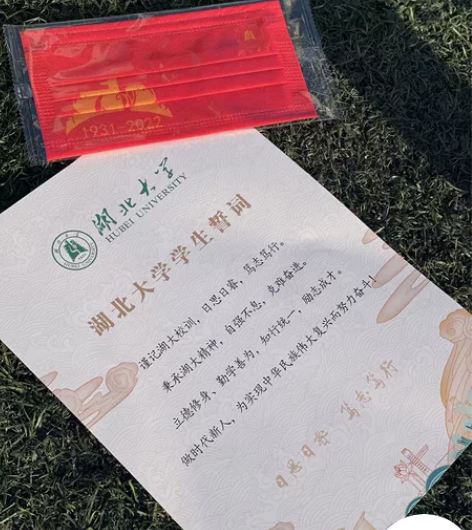 1931-2022
湖北大学
HUBEI UNIVERSITY
湖北大学学生誓词
谨记湖大校训，日思日睿，笃志笃行。
秉承湖大精神，自强不息，克难奋进。
立德修身、勤学善为，知行统一，励志成才。
做时代新人，为实现中华民族伟大复兴而努力奋斗！
日思日睿 笃志笃行